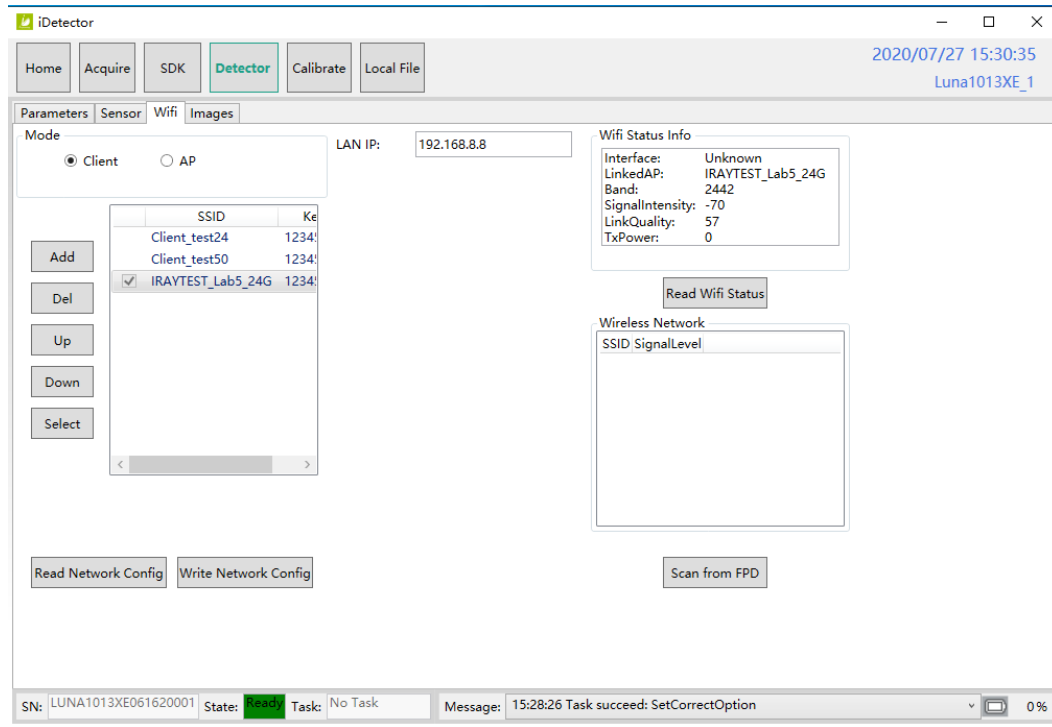 iDetector
Home Acquire SDK Detector Calibrate Local File
2020/07/27 15:30:35
Luna1013XE_1
Parameters Sensor Wifi Images
Mode
Client AP
LAN IP: 192.168.8.8
SSID Ke
Client_test24 1234
Client_test50 1234
IRAYTEST_Lab5_24G 1234
Add
Del
Up
Down
Select
Read Network Config Write Network Config
Wifi Status Info
Interface: Unknown
LinkedAP: IRAYTEST_Lab5_24G
Band: 2442
SignalIntensity: -70
LinkQuality: 57
TxPower: 0
Read Wifi Status
Wireless Network
SSID SignalLevel
Scan from FPD
SN: LUNA1013XE061620001 State: Ready Task: No Task Message: 15:28:26 Task succeed: SetCorrectOption 0%